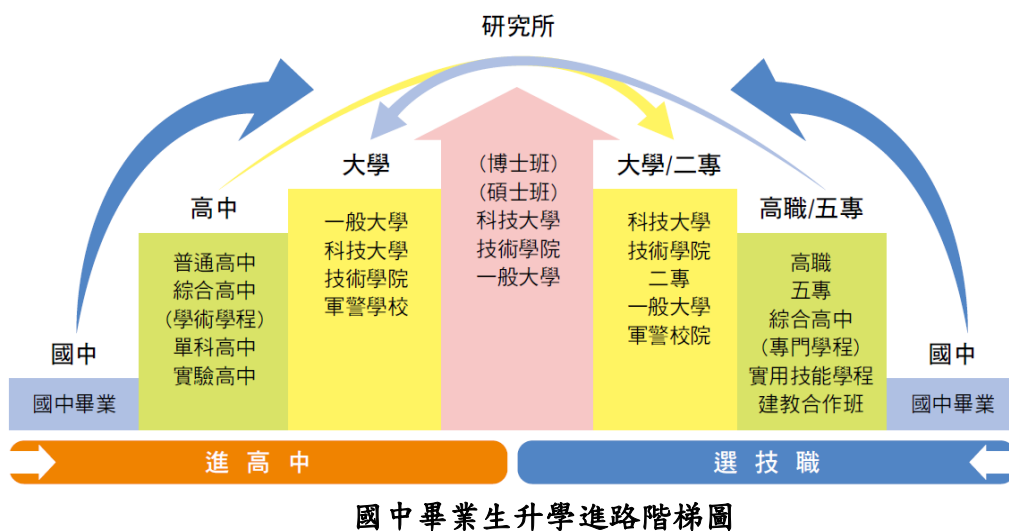 研究所
大學
一般大學
科技大學
技術學院
軍警學校
(博士班)
(碩士班)
科技大學
技術學院
一般大學
大學/二專
科技大學
技術學院
二專
一般大學
軍警校院
高中
普通高中
綜合高中
(學術學程)
單科高中
實驗高中
高職/五專
高職
五專
綜合高中
(專門學程)
實用技能學程
建教合作班
國中
國中畢業
國中
國中畢業
進高中
選技職
國中畢業生升學進路階梯圖